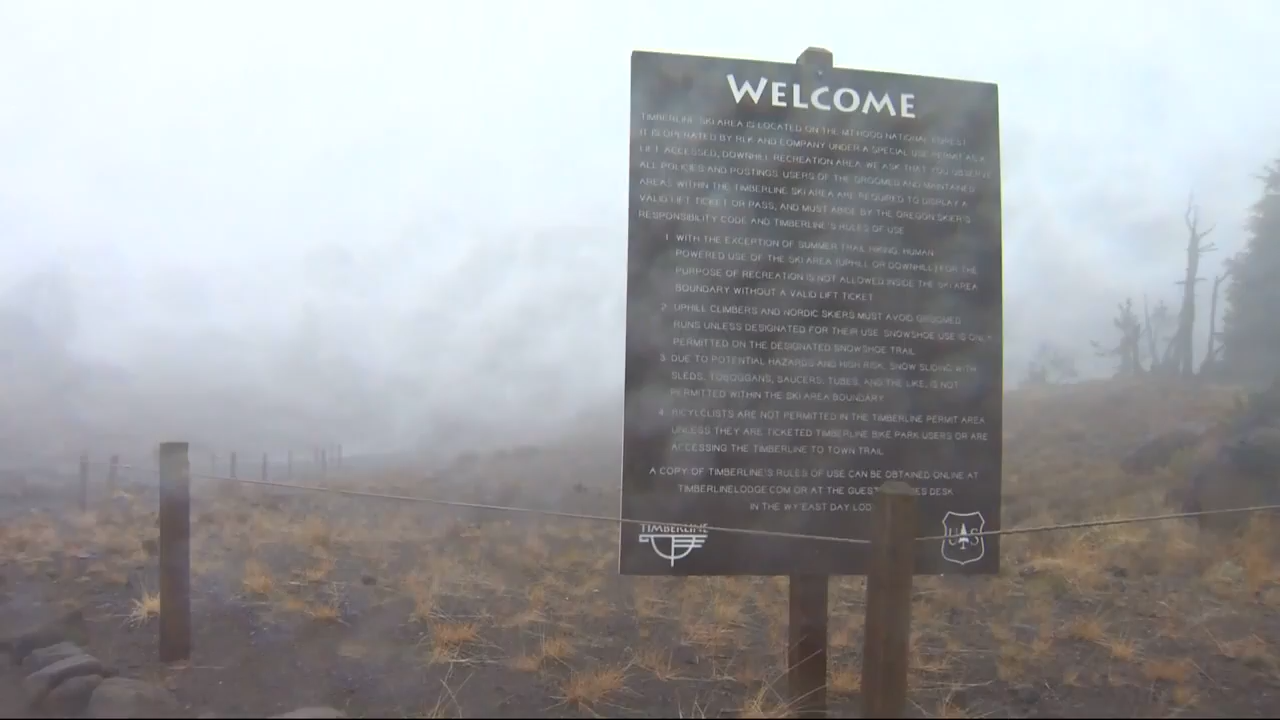 WELCOME
TIMBERLINE SKI AREA IS LOCATED ON THE MT HOOD NATIONAL FOREST
IT IS OPERATED BY RLK AND COMPANY UNDER A SPECIAL USE PERMIT AS A
LIFT ACCESSED, DOWNHILL RECREATION AREA. WE ASK THAT YOU OBSERVE
ALL POLICIES AND POSTINGS. USERS OF THE GROOMED AND MAINTAINED
AREAS WITHIN THE TIMBERLINE SKI AREA ARE REQUIRED TO DISPLAY A
VALID LIFT TICKET OR PASS, AND MUST ABIDE BY THE OREGON SKIER'S
RESPONSIBILITY CODE AND TIMBERLINE'S RULES OF USE
1. WITH THE EXCEPTION OF SUMMER TRAIL HIKING, HUMAN
POWERED USE OF THE SKI AREA (UPHILL OR DOWNHILL) FOR THE
PURPOSE OF RECREATION IS NOT ALLOWED INSIDE THE SKI AREA
BOUNDARY WITHOUT A VALID LIFT TICKET
2. UPHILL CLIMBERS AND NORDIC SKIERS MUST AVOID GROOMED
RUNS UNLESS DESIGNATED FOR THEIR USE. SNOWSHOE USE IS ONLY
PERMITTED ON THE DESIGNATED SNOWSHOE TRAIL
3. DUE TO POTENTIAL HAZARDS AND HIGH RISK, SNOW SLIDING WITH
SLEDS, TOBOGGANS, SAUCERS, TUBES, AND THE LIKE, IS NOT
PERMITTED WITHIN THE SKI AREA BOUNDARY
4. BICYCLISTS ARE NOT PERMITTED IN THE TIMBERLINE PERMIT AREA
UNLESS THEY ARE TICKETED TIMBERLINE BIKE PARK USERS OR ARE
ACCESSING THE TIMBERLINE TO TOWN TRAIL
A COPY OF TIMBERLINE'S RULES OF USE CAN BE OBTAINED ONLINE AT
TIMBERLINELODGE.COM OR AT THE GUEST DESK
IN THE WY'EAST DAY LOD
TIMBERLINE
U S